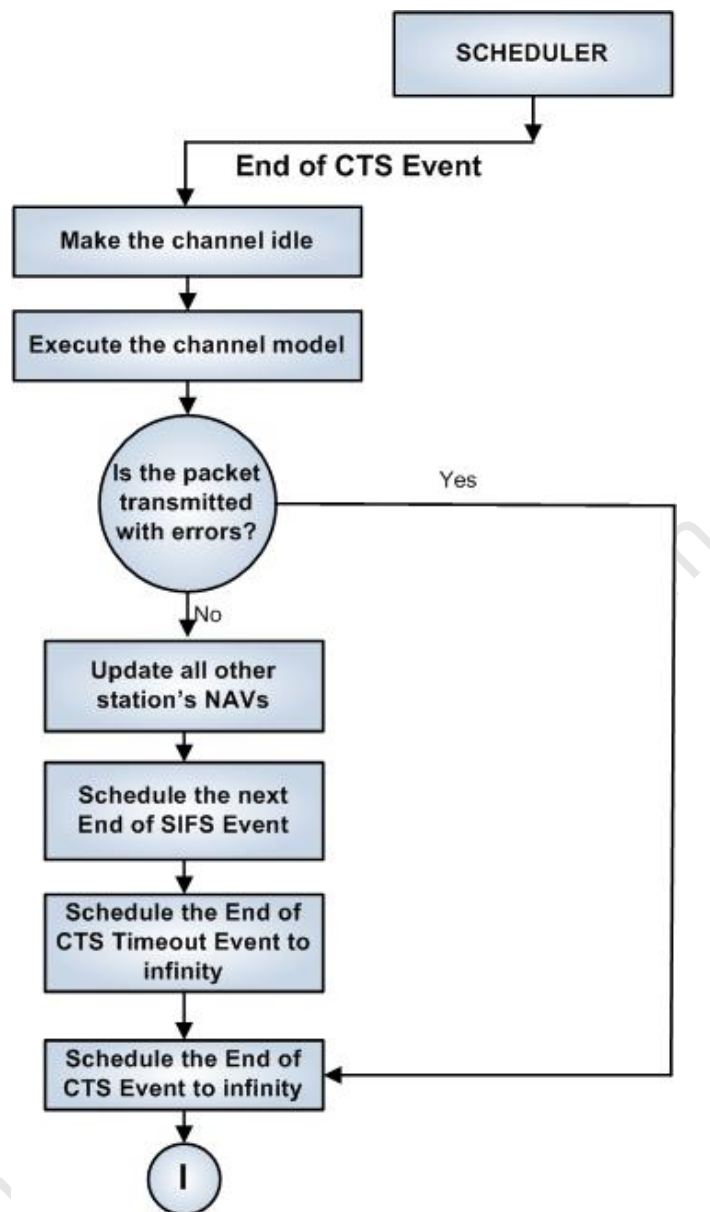 SCHEDULER
End of CTS Event
Make the channel idle
Execute the channel model
Is the packet
transmitted
with errors?
Yes
No
Update all other
station's NAVs
Schedule the next
End of SIFS Event
Schedule the End of
CTS Timeout Event to
infinity
Schedule the End of
CTS Event to infinity
I